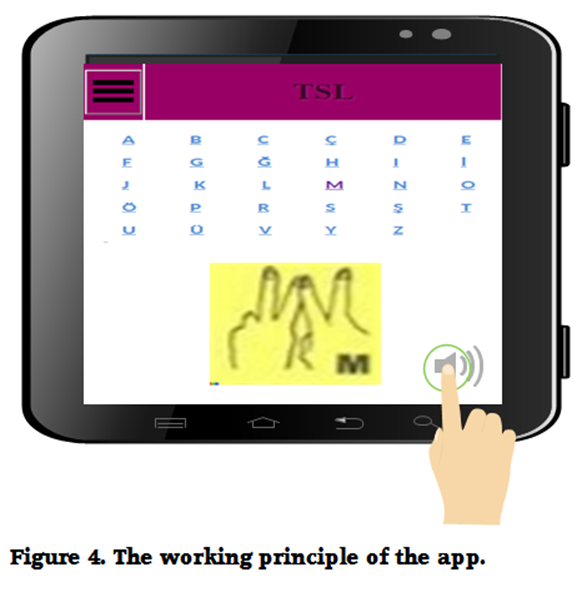 TSL
A B C Ç D E
F G Ğ H I İ
J K L M N O
Ö P R S Ş T
U Ü V Y Z
M
Figure 4. The working principle of the app.